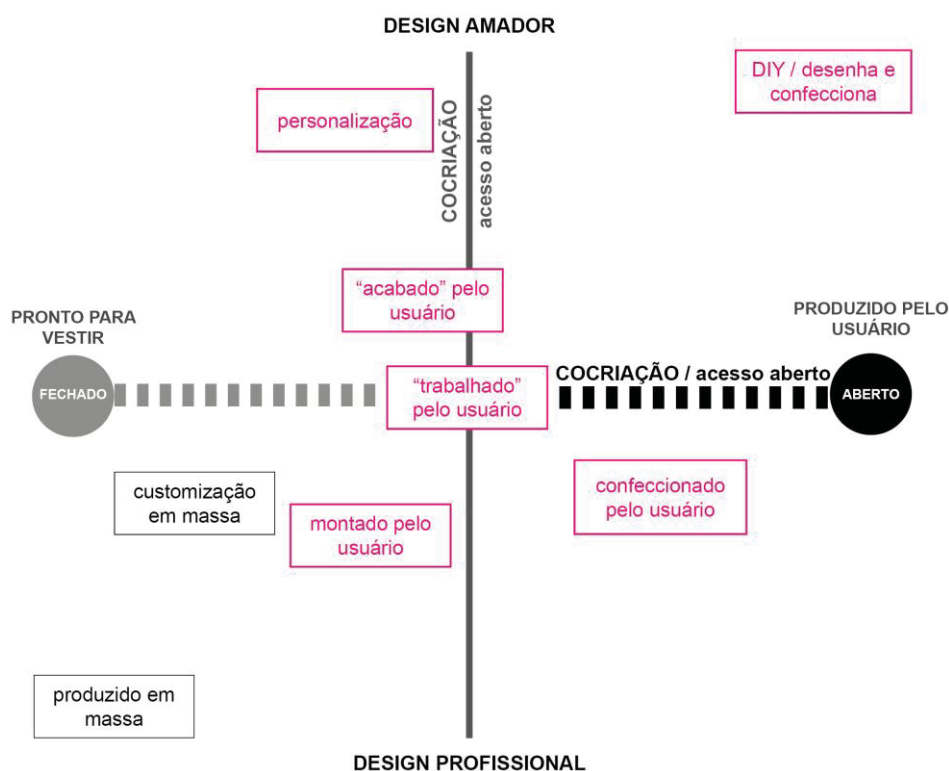 DESIGN AMADOR
DIY / desenha e
confecciona
personalização
COCRIAÇÃO
acesso aberto
“acabado” pelo
usuário
PRONTO PARA
VESTIR
PRODUZIDO PELO
USUÁRIO
FECHADO
“trabalhado”
pelo usuário
COCRIAÇÃO / acesso aberto
ABERTO
customização
em massa
montado pelo
usuário
confeccionado
pelo usuário
produzido em
massa
DESIGN PROFISSIONAL